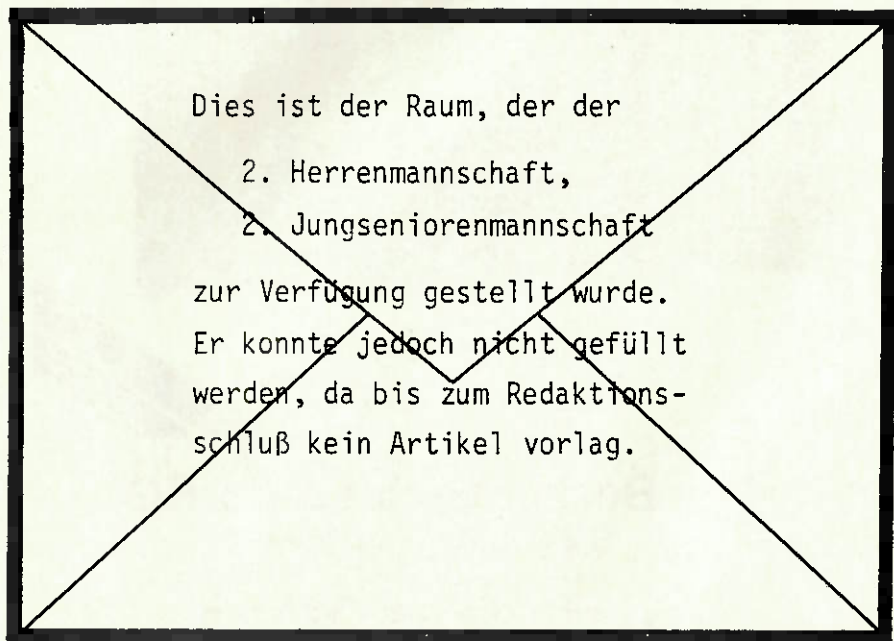 Dies ist der Raum, der der
2. Herrenmannschaft,
2. Jungseniorenmannschaft
zur Verfügung gestellt wurde.
Er konnte jedoch nicht gefüllt
werden, da bis zum Redaktions-
schluß kein Artikel vorlag.